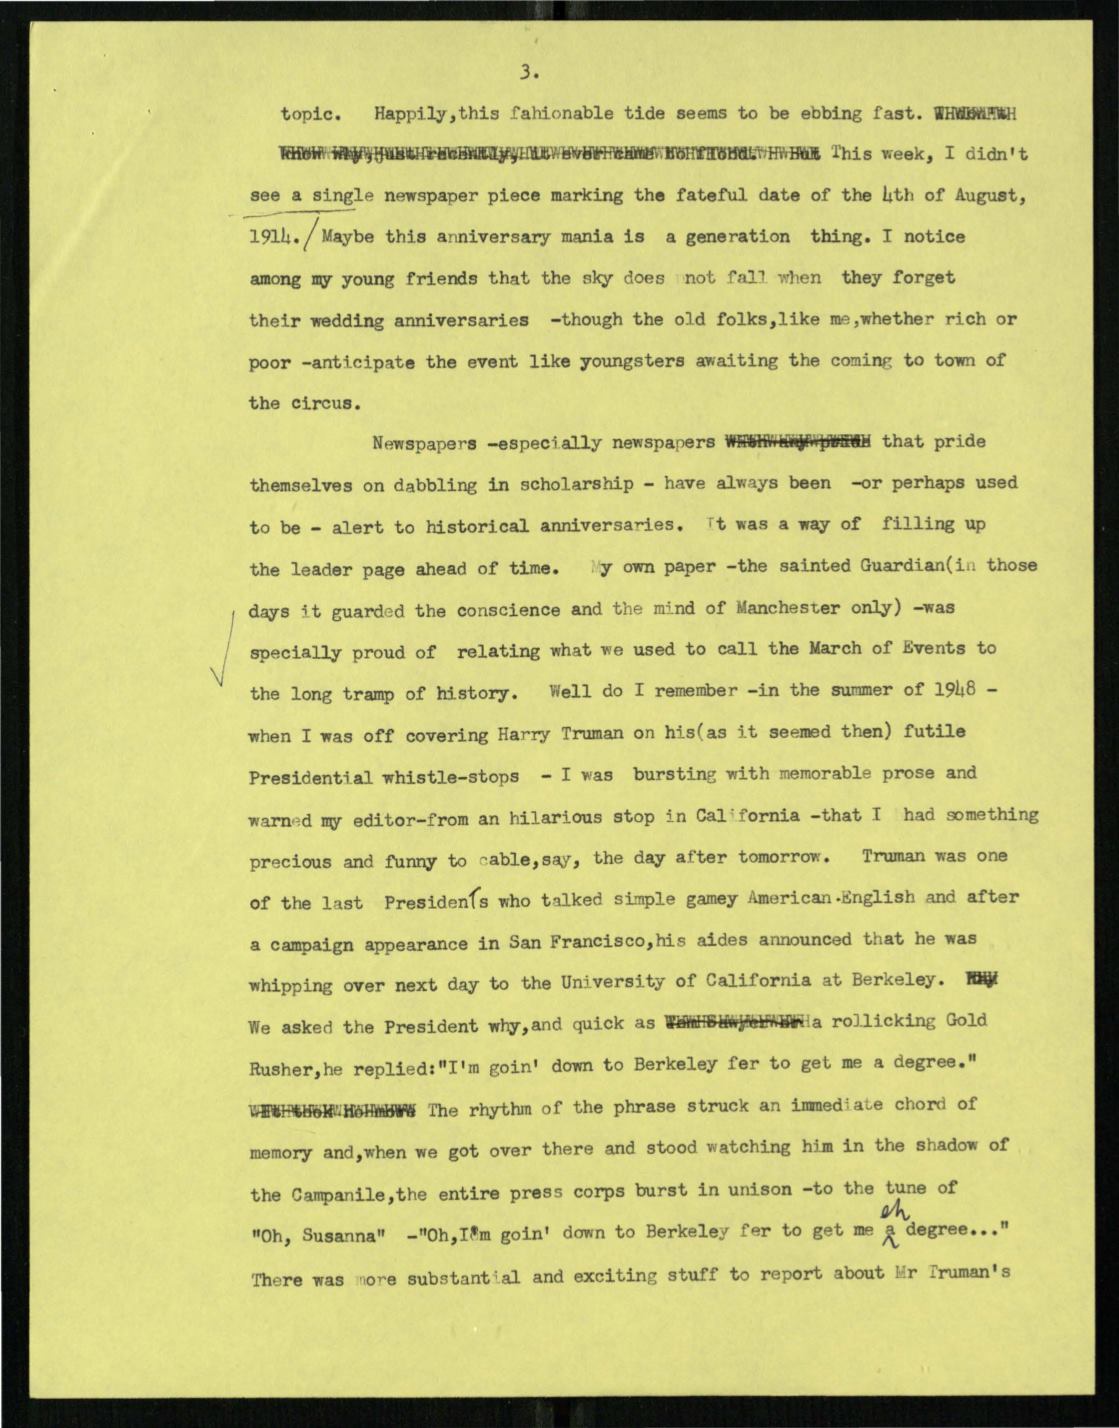 3.
topic. Happily,this fahionable tide seems to be ebbing fast.
This week, I didn't
see a single newspaper piece marking the fateful date of the 4th of August,
1914./ Maybe this anniversary mania is a generation thing. I notice
among my young friends that the sky does not fall when they forget
their wedding anniversaries -though the old folks,like me,whether rich or
poor -anticipate the event like youngsters awaiting the coming to town of
the circus.
Newspapers -especially newspapers that pride
themselves on dabbling in scholarship - have always been -or perhaps used
to be - alert to historical anniversaries. It was a way of filling up
the leader page ahead of time. My own paper -the sainted Guardian(in those
days it guarded the conscience and the mind of Manchester only) -was
specially proud of relating what we used to call the March of Events to
the long tramp of history. Well do I remember -in the summer of 1948 -
when I was off covering Harry Truman on his(as it seemed then) futile
Presidential whistle-stops - I was bursting with memorable prose and
warned my editor-from an hilarious stop in California -that I had something
precious and funny to cable,say, the day after tomorrow. Truman was one
of the last Presidents who talked simple gamey American English and after
a campaign appearance in San Francisco,his aides announced that he was
whipping over next day to the University of California at Berkeley.
We asked the President why,and quick as a rollicking Gold
Rusher,he replied:"I'm goin' down to Berkeley fer to get me a degree."
The rhythm of the phrase struck an immediate chord of
memory and,when we got over there and stood watching him in the shadow of
the Campanile,the entire press corps burst in unison -to the tune of
eh
"Oh, Susanna" -"Oh,I'm goin' down to Berkeley fer to get me a degree..."
There was more substantial and exciting stuff to report about Mr Truman's